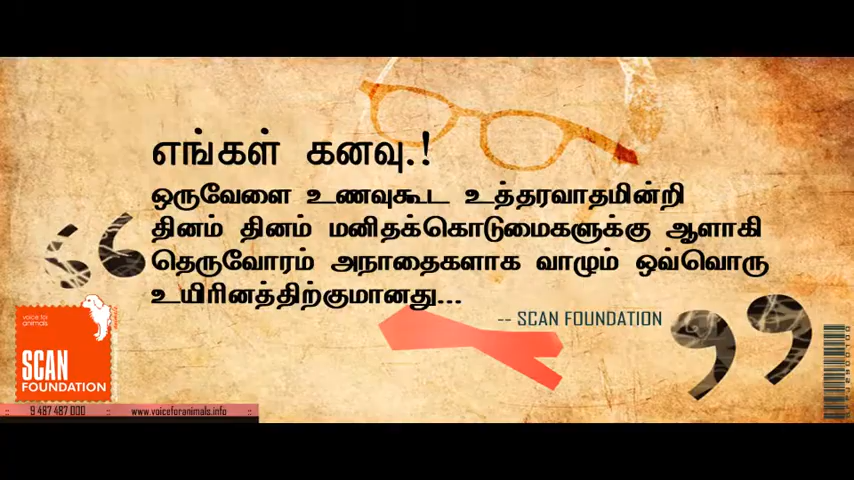 எங்கள் கனவு.!
ஒருவேளை உணவுகூட உத்தரவாதமின்றி
தினம் தினம் மனிதக்கொடுமைகளுக்கு ஆளாகி
தெருவோரம் அநாதைகளாக வாழும் ஒவ்வொரு
உயிரினத்திற்குமானது...
-- SCAN FOUNDATION
voice for
animals
SCAN
FOUNDATION
:: 9 487 487 000 :: www.voiceforanimals.info ::